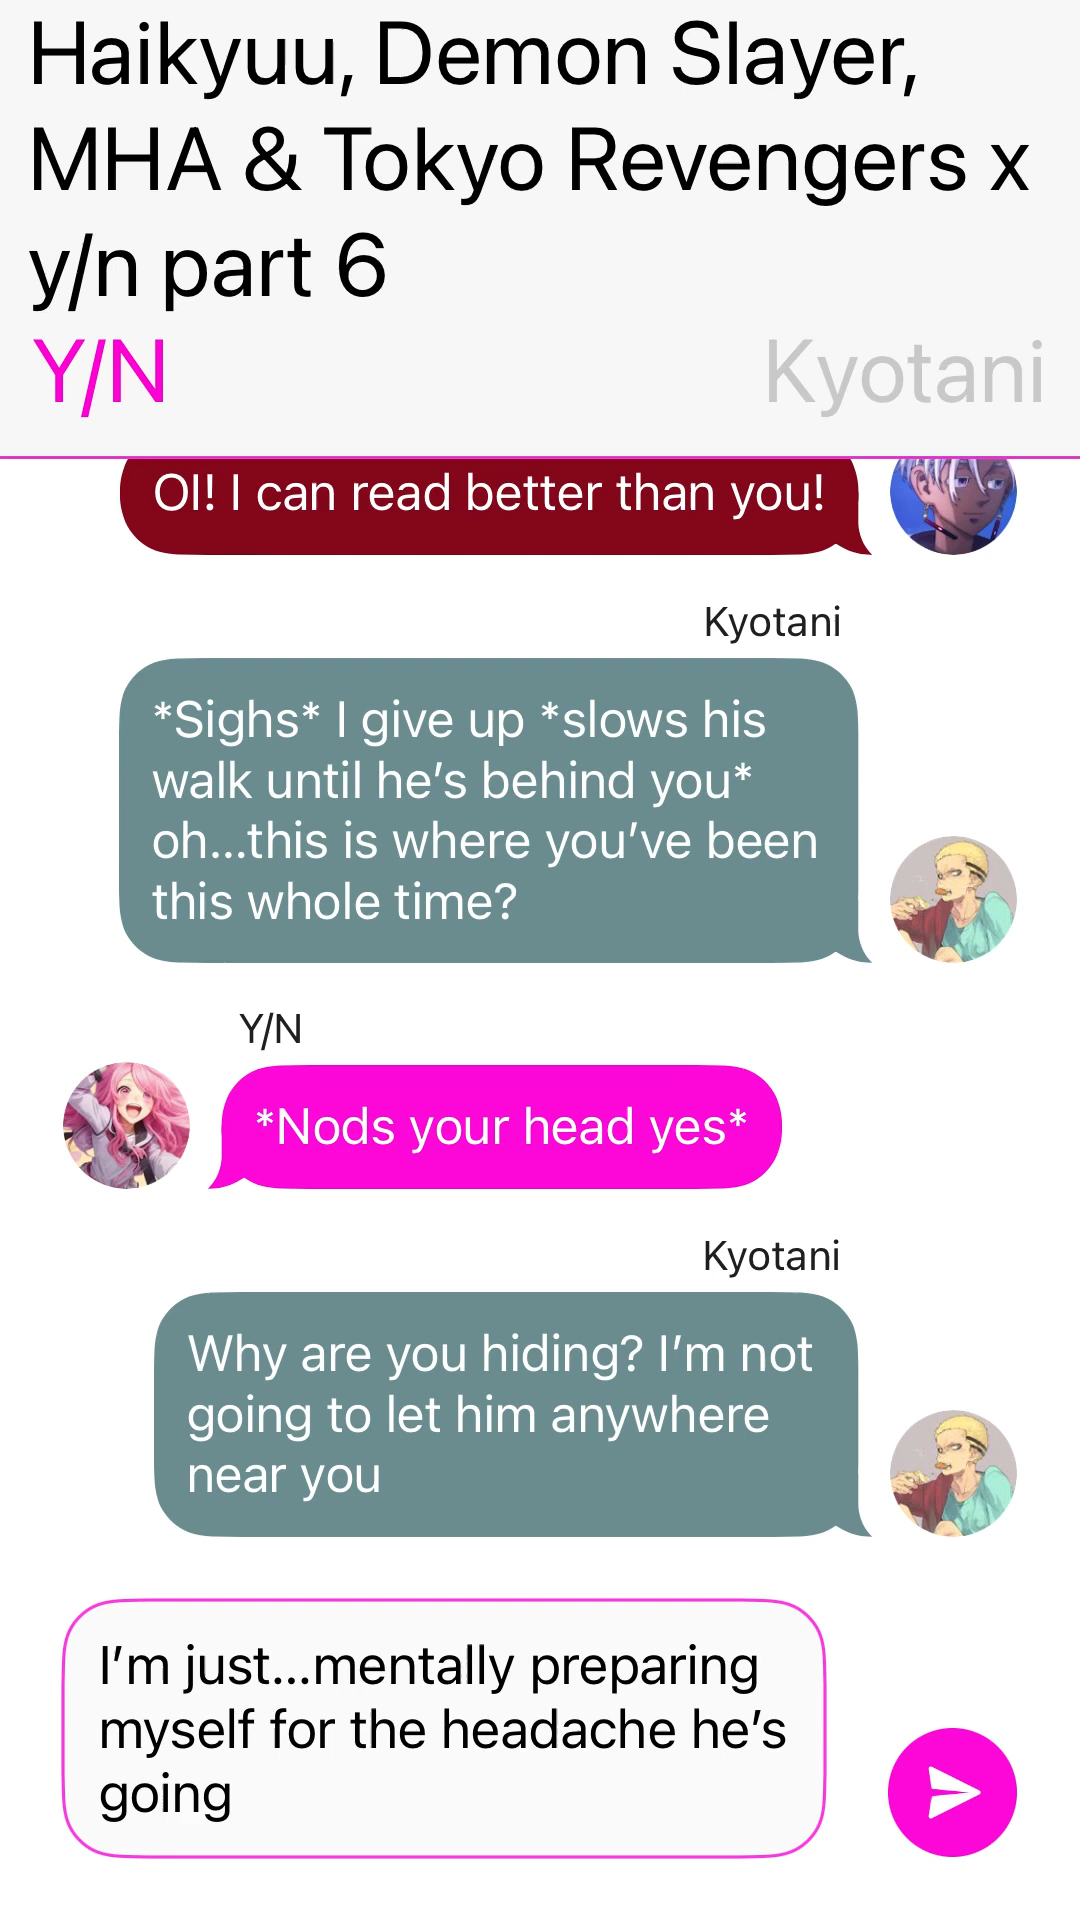 Haikyuu, Demon Slayer,
MHA & Tokyo Revengers x
y/n part 6
Y/N
Kyotani
OI! I can read better than you!
Kyotani
*Sighs* I give up *slows his
walk until he’s behind you*
oh...this is where you’ve been
this whole time?
Y/N
*Nods your head yes*
Kyotani
Why are you hiding? I’m not
going to let him anywhere
near you
I’m just...mentally preparing
myself for the headache he’s
going